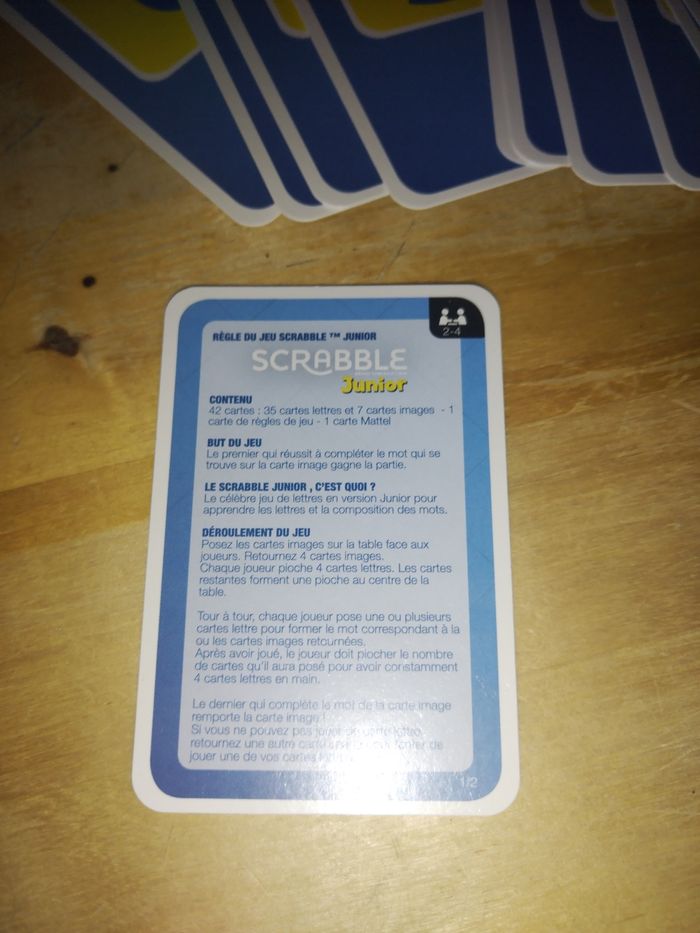 RÈGLE DU JEU SCRABBLE ™ JUNIOR
2-4
SCRABBLE
Junior
CONTENU
42 cartes : 35 cartes lettres et 7 cartes images - 1
carte de régles de jeu - 1 carte Mattel
BUT DU JEU
Le premier qui réussit à compléter le mot qui se
trouve sur la carte image gagne la partie.
LE SCRABBLE JUNIOR , C'EST QUOI ?
Le célèbre jeu de lettres en version Junior pour
apprendre les lettres et la composition des mots.
DÉROULEMENT DU JEU
Posez les cartes images sur la table face aux
joueurs. Retournez 4 cartes images.
Chaque joueur pioche 4 cartes lettres. Les cartes
restantes forment une pioche au centre de la
table.
Tour à tour, chaque joueur pose une ou plusieurs
cartes lettre pour former le mot correspondant à la
ou les cartes images retournées.
Après avoir joué, le joueur doit piocher le nombre
de cartes qu'il aura posé pour avoir constamment
4 cartes lettres en main.
Le dernier qui complète le mot de la carte image
remporte la carte image !
Si vous ne pouvez pas jouer de carte lettre
retournez une autre carte de
jouer une de vos cartes
1/2